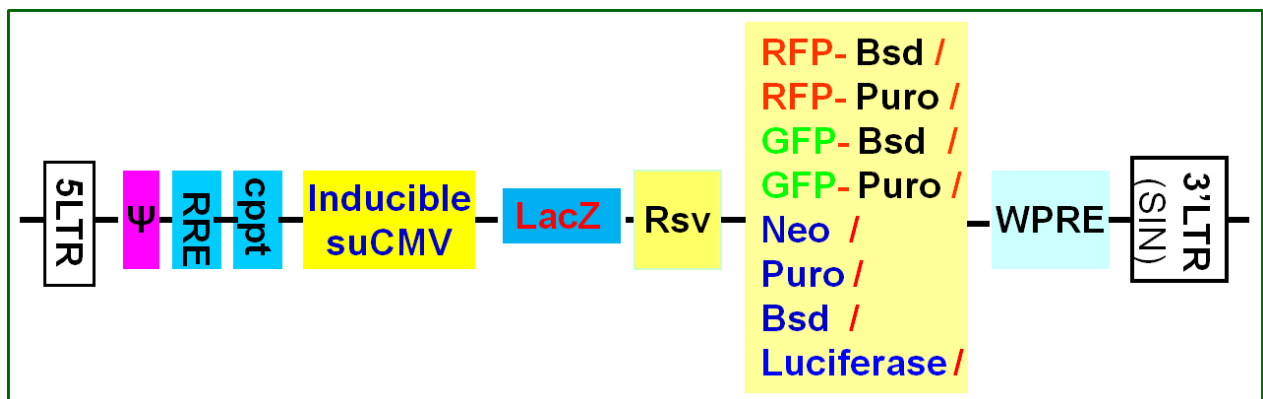 5LTR
Ψ
RRE
cppt
Inducible
suCMV
LacZ
Rsv
RFP- Bsd /
RFP- Puro /
GFP- Bsd /
GFP- Puro /
Neo /
Puro /
Bsd /
Luciferase /
WPRE
3'LTR
(SIN)